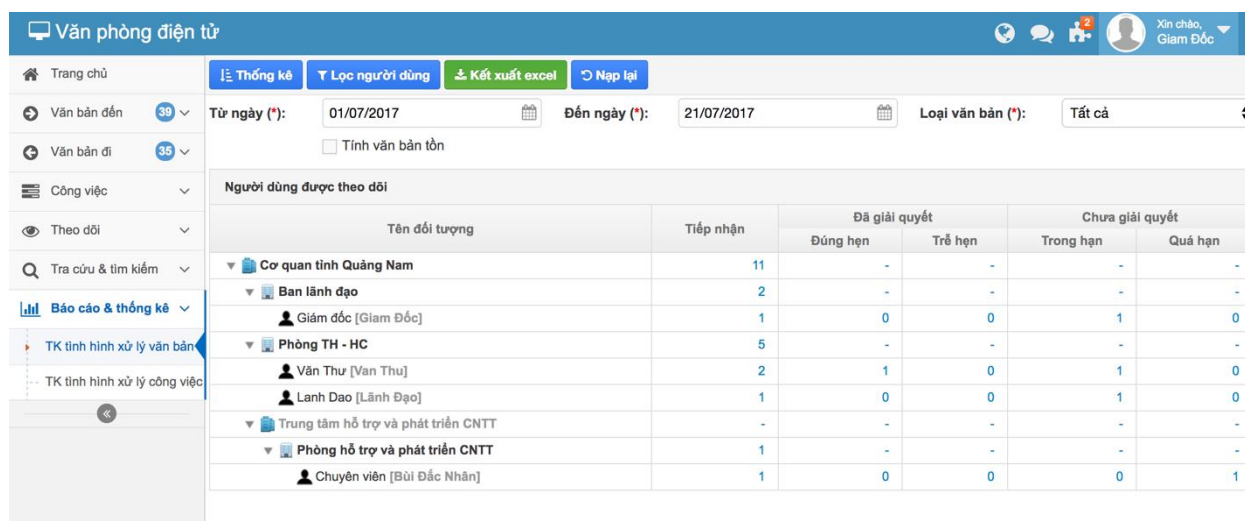 Văn phòng điện tử
2
Xin chào,
Giam Đốc
Trang chủ
Văn bản đến 39
Văn bản đi 35
Công việc
Theo dõi
Tra cứu & tìm kiếm
Báo cáo & thống kê
TK tình hình xử lý văn bản
TK tình hình xử lý công việc
Thống kê Lọc người dùng Kết xuất excel Nạp lại
Từ ngày (*): 01/07/2017 Đến ngày (*): 21/07/2017 Loại văn bản (*): Tất cả
Tính văn bản tồn
Người dùng được theo dõi
Tên đối tượng Tiếp nhận Đã giải quyết Chưa giải quyết
Đúng hẹn Trễ hẹn Trong hạn Quá hạn
Cơ quan tỉnh Quảng Nam 11 - - - -
Ban lãnh đạo 2 - - - -
Giám đốc [Giam Đốc] 1 0 0 1 0
Phòng TH - HC 5 - - - -
Văn Thư [Van Thu] 2 1 0 1 0
Lanh Dao [Lãnh Đạo] 1 0 0 1 0
Trung tâm hỗ trợ và phát triển CNTT - - - - -
Phòng hỗ trợ và phát triển CNTT 1 - - - -
Chuyên viên [Bùi Đắc Nhân] 1 0 0 0 1